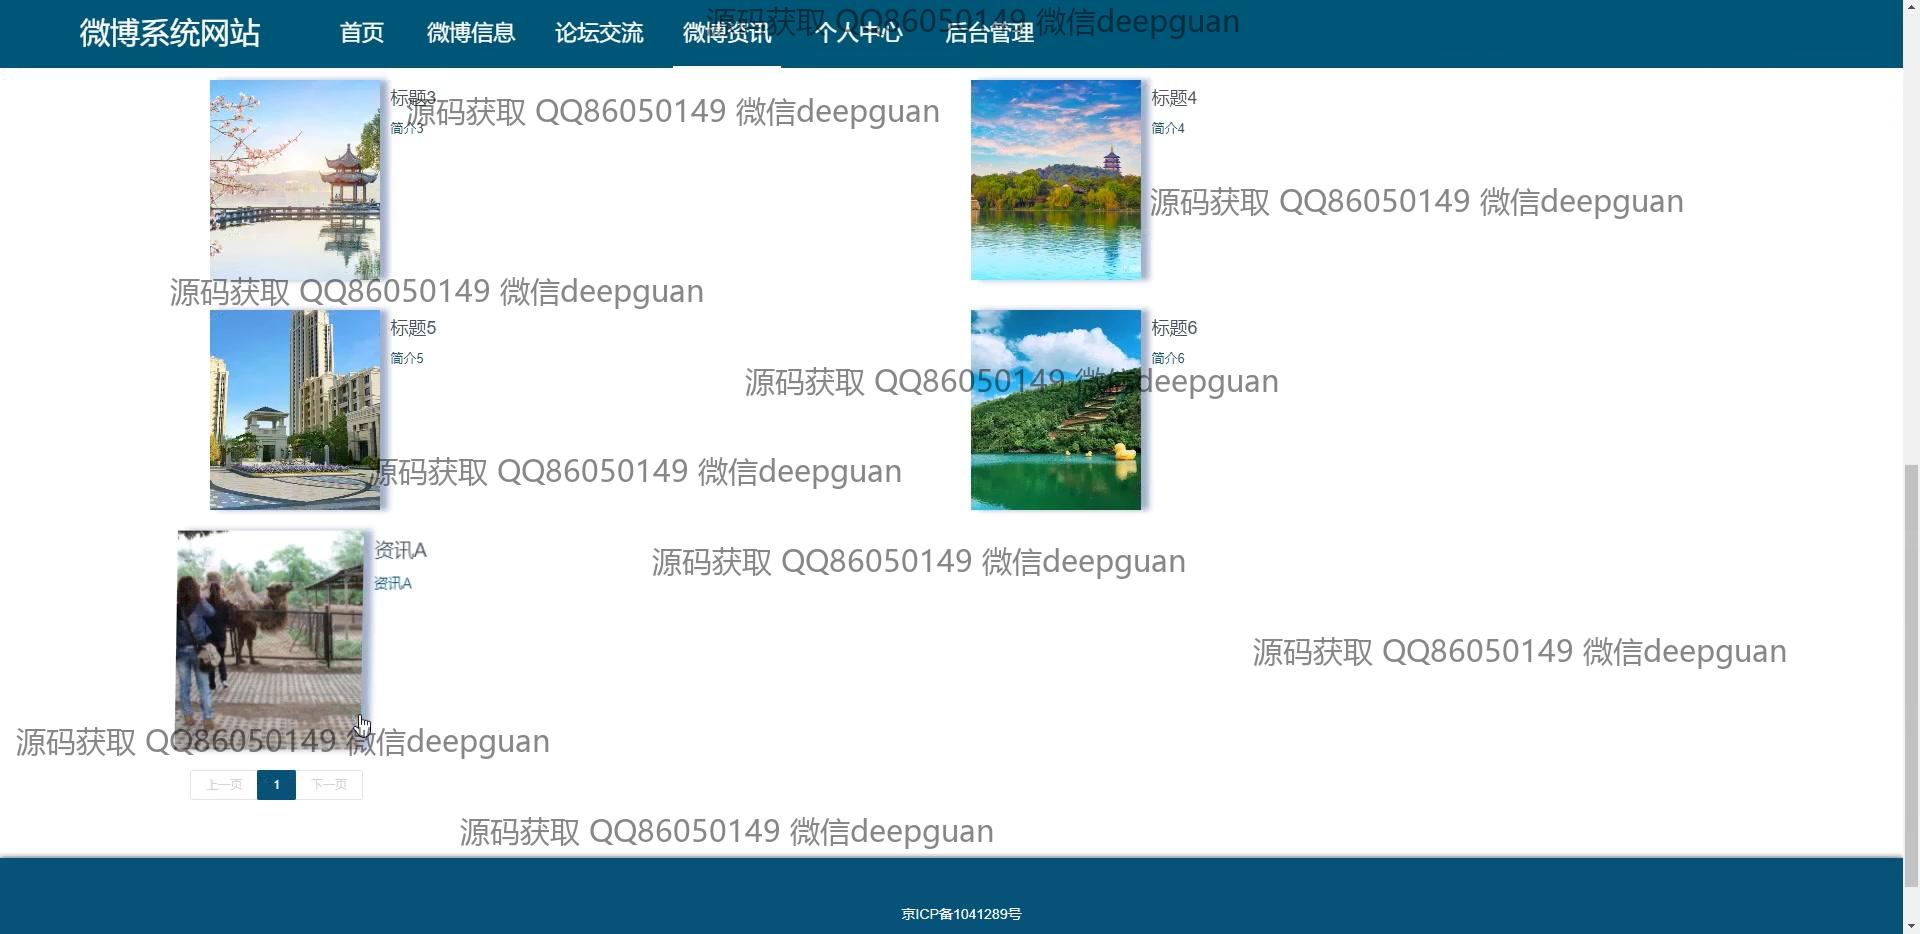 微博系统网站 首页 微博信息 论坛交流 微博资讯 个人中心 后台管理
源码获取 QQ86050149 微信deepguan
标题3
标题4
源码获取 QQ86050149 微信deepguan
简介3
简介4
源码获取 QQ86050149 微信deepguan
源码获取 QQ86050149 微信deepguan
标题5
标题6
简介5
简介6
源码获取 QQ86050149 微信deepguan
源码获取 QQ86050149 微信deepguan
资讯A
源码获取 QQ86050149 微信deepguan
资讯A
源码获取 QQ86050149 微信deepguan
源码获取 QQ86050149 微信deepguan
上一页 1 下一页
源码获取 QQ86050149 微信deepguan
京ICP备1041289号